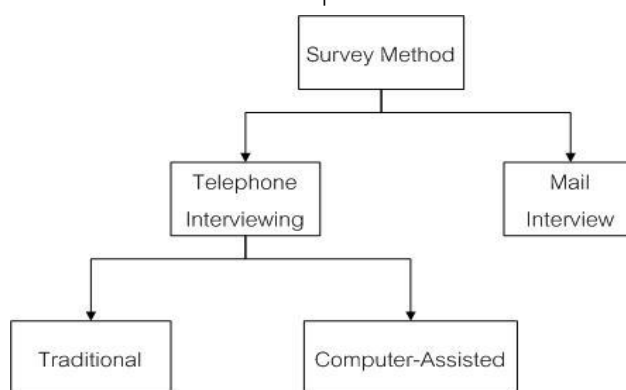 Survey Method
Telephone
Interviewing
Mail
Interview
Traditional
Computer-Assisted